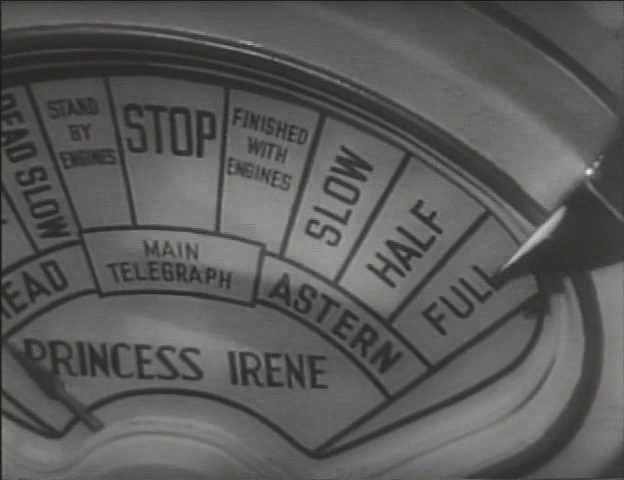 DEAD SLOW
STAND
BY
ENGINES
STOP
FINISHED
WITH
ENGINES
SLOW
HALF
FULL
HEAD
MAIN
TELEGRAPH
ASTERN
PRINCESS IRENE